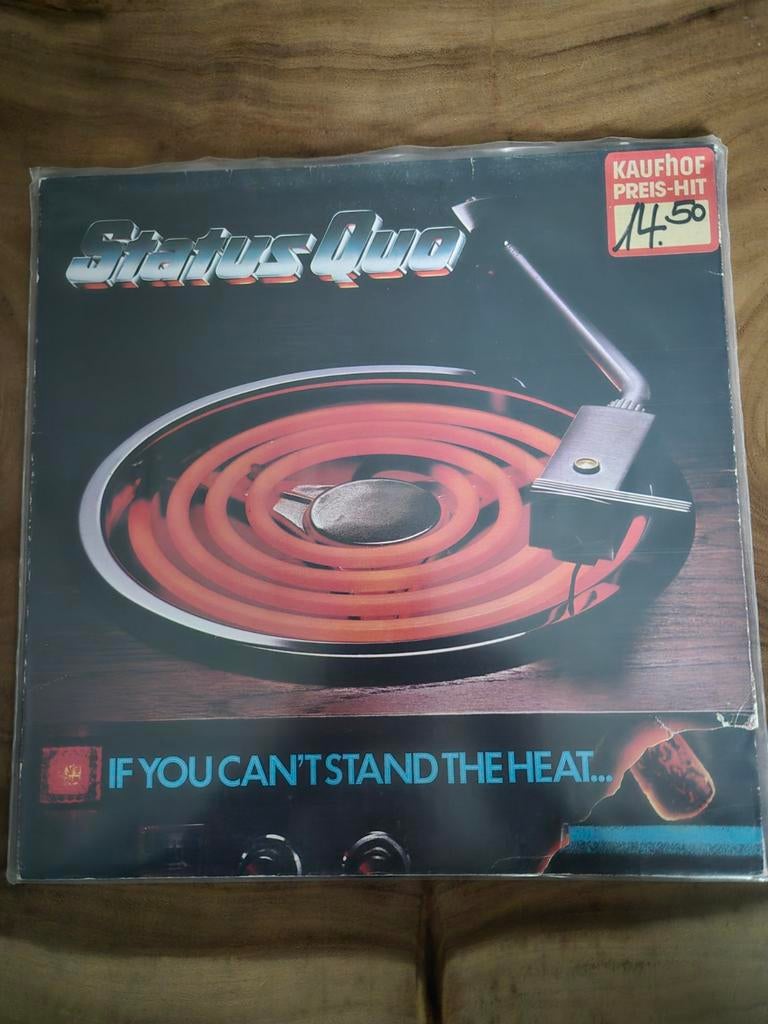 KAUFHOF
PREIS-HIT
14.50
Status Quo
IF YOU CAN'T STAND THE HEAT...